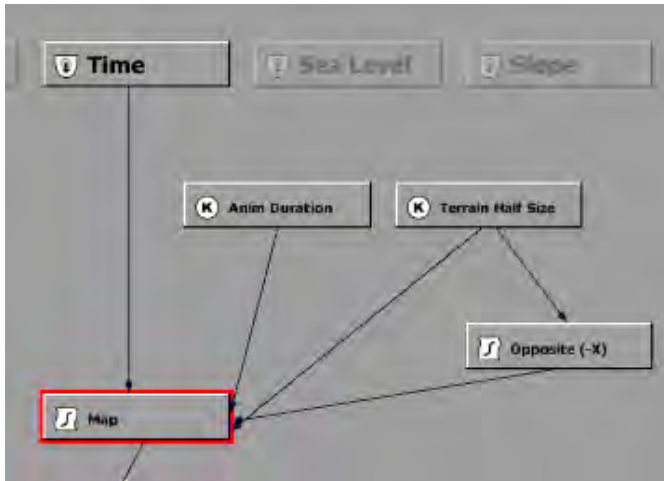 Time
Sea Level
Slope
K Anim Duration
K Terrain Half Size
Opposite (-X)
Map